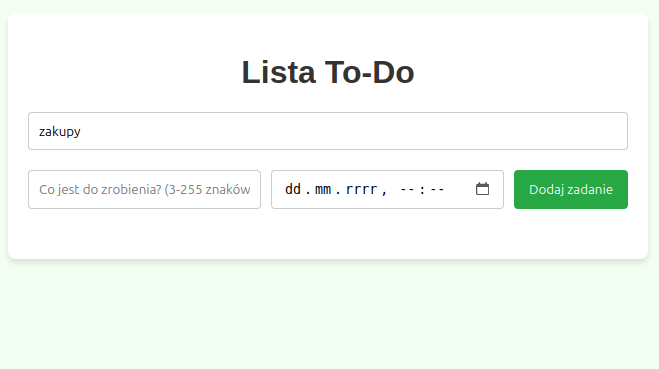 Lista To-Do
zakupy
Co jest do zrobienia? (3-255 znaków
dd.mm.rrrr, --:--
Dodaj zadanie